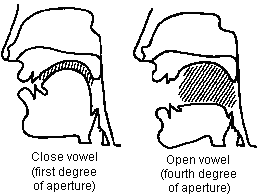 Close vowel
(first degree
of aperture)
Open vowel
(fourth degree
of aperture)